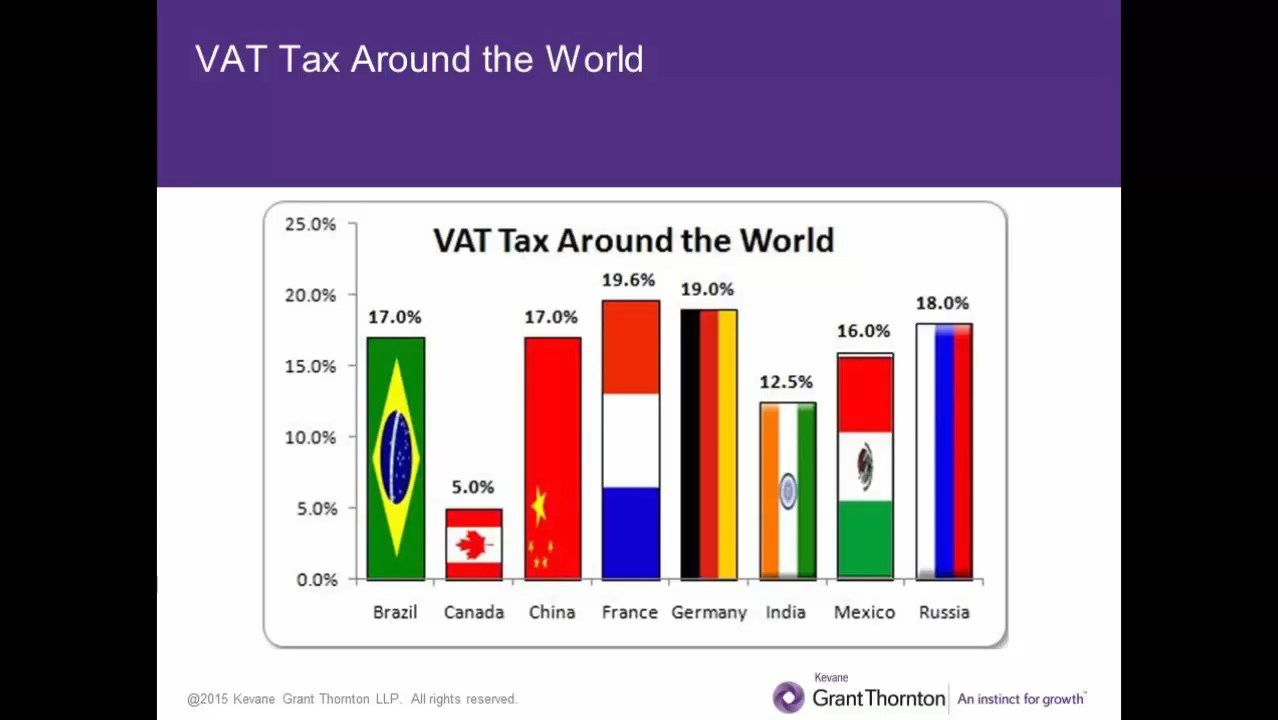 VAT Tax Around the World
VAT Tax Around the World
25.0%
20.0%
15.0%
10.0%
5.0%
0.0%
17.0%
5.0%
17.0%
19.6%
19.0%
12.5%
16.0%
18.0%
Brazil Canada China France Germany India Mexico Russia
@2015 Kevane Grant Thornton LLP. All rights reserved.
Kevane
GrantThornton
An instinct for growth™